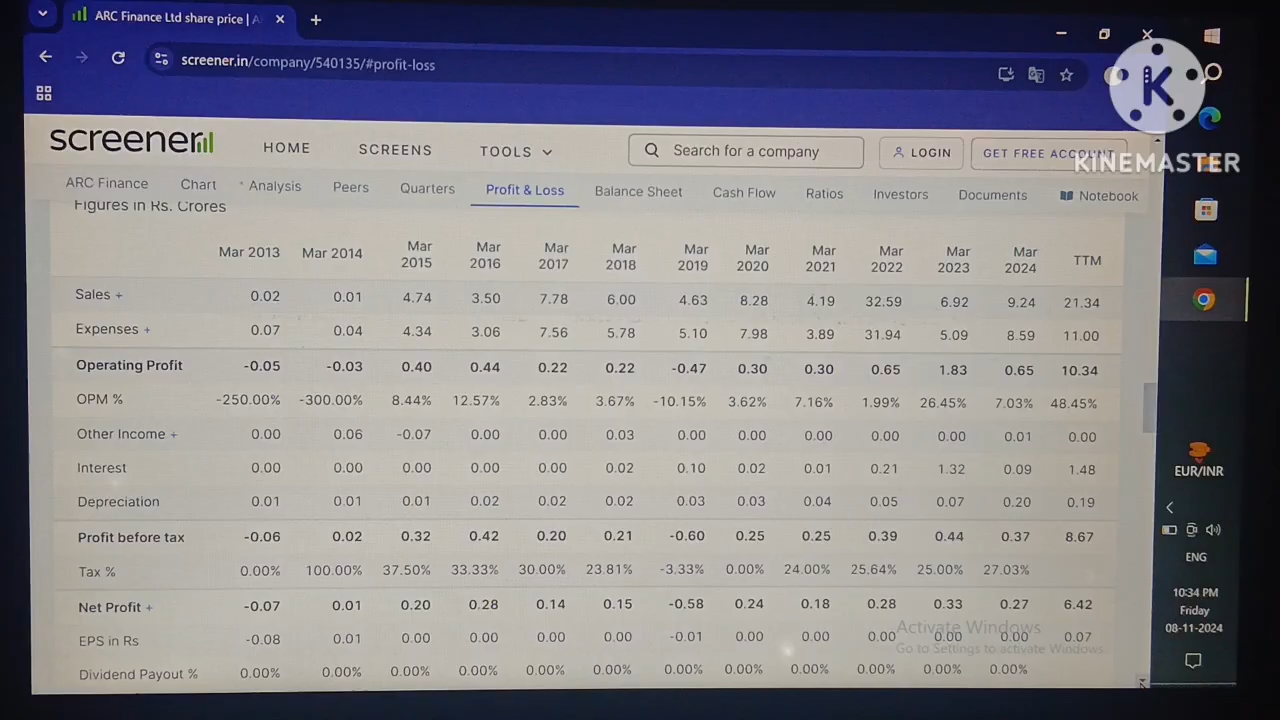 ARC Finance Ltd share price | A
screener.in/company/540135/#profit-loss
KINEMASTER
screener
HOME SCREENS TOOLS Search for a company LOGIN GET FREE ACCOUNT
ARC Finance Chart Analysis Peers Quarters Profit & Loss Balance Sheet Cash Flow Ratios Investors Documents Notebook
Figures in Rs. Crores
Mar 2013 Mar 2014 Mar 2015 Mar 2016 Mar 2017 Mar 2018 Mar 2019 Mar 2020 Mar 2021 Mar 2022 Mar 2023 Mar 2024 TTM
Sales + 0.02 0.01 4.74 3.50 7.78 6.00 4.63 8.28 4.19 32.59 6.92 9.24 21.34
Expenses + 0.07 0.04 4.34 3.06 7.56 5.78 5.10 7.98 3.89 31.94 5.09 8.59 11.00
Operating Profit -0.05 -0.03 0.40 0.44 0.22 0.22 -0.47 0.30 0.30 0.65 1.83 0.65 10.34
OPM % -250.00% -300.00% 8.44% 12.57% 2.83% 3.67% -10.15% 3.62% 7.16% 1.99% 26.45% 7.03% 48.45%
Other Income + 0.00 0.06 -0.07 0.00 0.00 0.03 0.00 0.00 0.00 0.00 0.00 0.01 0.00
Interest 0.00 0.00 0.00 0.00 0.00 0.02 0.10 0.02 0.01 0.21 1.32 0.09 1.48
Depreciation 0.01 0.01 0.01 0.02 0.02 0.02 0.03 0.03 0.04 0.05 0.07 0.20 0.19
Profit before tax -0.06 0.02 0.32 0.42 0.20 0.21 -0.60 0.25 0.25 0.39 0.44 0.37 8.67
Tax % 0.00% 100.00% 37.50% 33.33% 30.00% 23.81% -3.33% 0.00% 24.00% 25.64% 25.00% 27.03%
Net Profit + -0.07 0.01 0.20 0.28 0.14 0.15 -0.58 0.24 0.18 0.28 0.33 0.27 6.42
EPS in Rs -0.08 0.01 0.00 0.00 0.00 0.00 -0.01 0.00 0.00 0.00 0.00 0.00 0.07
Dividend Payout % 0.00% 0.00% 0.00% 0.00% 0.00% 0.00% 0.00% 0.00% 0.00% 0.00% 0.00% 0.00%
Activate Windows
Go to Settings to activate Windows.
EUR/INR
ENG
10:34 PM
Friday
08-11-2024